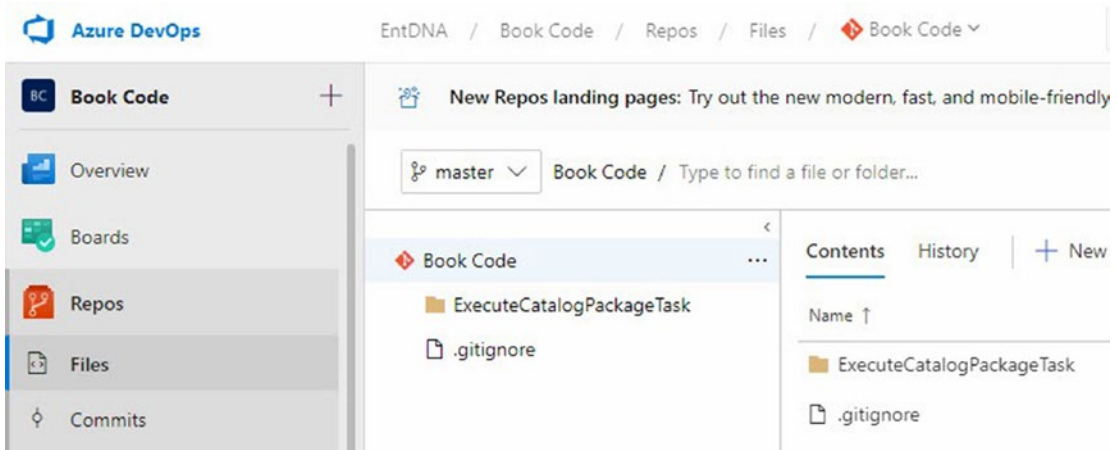 Azure DevOps
EntDNA / Book Code / Repos / Files / Book Code
BC Book Code
New Repos landing pages: Try out the new modern, fast, and mobile-friendly
Overview
master Book Code / Type to find a file or folder...
Boards
Book Code
Contents History New
Repos
ExecuteCatalogPackageTask
Name ↑
.gitignore
Files
ExecuteCatalogPackageTask
Commits
.gitignore